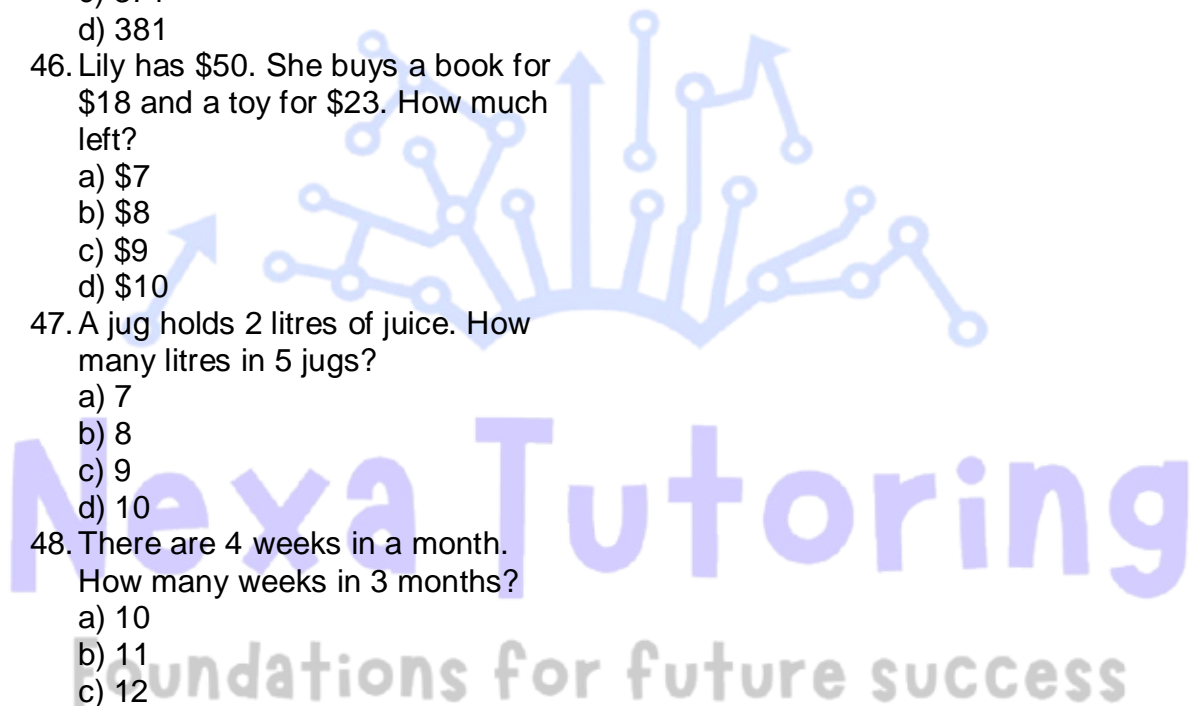 d) 381
46. Lily has $50. She buys a book for
$18 and a toy for $23. How much
left?
a) $7
b) $8
c) $9
d) $10
47. A jug holds 2 litres of juice. How
many litres in 5 jugs?
a) 7
b) 8
c) 9
d) 10
48. There are 4 weeks in a month.
How many weeks in 3 months?
a) 10
b) 11
c) 12
Nexa Tutoring
Foundations for future success